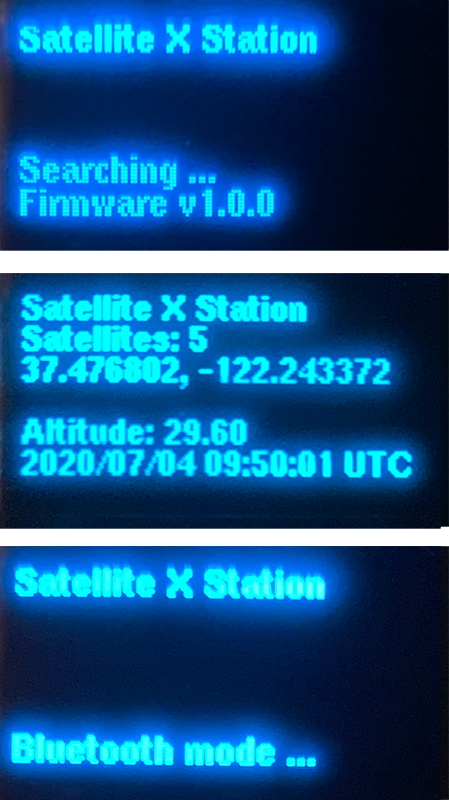 Satellite X Station
Searching ...
Firmware v1.0.0
Satellite X Station
Satellites: 5
37.476802, -122.243372
Altitude: 29.60
2020/07/04 09:50:01 UTC
Satellite X Station
Bluetooth mode ...